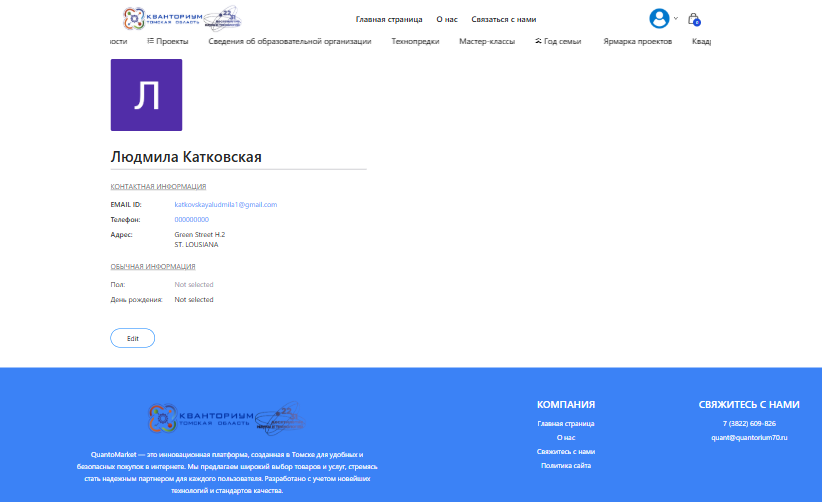 КВАНТОРИУМ
ТОМСКАЯ ОБЛАСТЬ
Главная страница О нас Связаться с нами
0
ности Проекты Сведения об образовательной организации Технопредки Мастер-классы Год семьи Ярмарка проектов Квадр
Л
Людмила Катковская
КОНТАКТНАЯ ИНФОРМАЦИЯ
EMAIL ID: katkovskayaludmila1@gmail.com
Телефон: 000000000
Адрес: Green Street H.2
ST. LOUSIANA
ОБЫЧНАЯ ИНФОРМАЦИЯ
Пол: Not selected
День рождения: Not selected
Edit
КВАНТОРИУМ
ТОМСКАЯ ОБЛАСТЬ
QuantoMarket — это инновационная платформа, созданная в Томске для удобных и
безопасных покупок в интернете. Мы предлагаем широкий выбор товаров и услуг, стремясь
стать надежным партнером для каждого пользователя. Разработано с учетом новейших
технологий и стандартов качества.
КОМПАНИЯ
Главная страница
О нас
Свяжитесь с нами
Политика сайта
СВЯЖИТЕСЬ С НАМИ
7 (3822) 609-826
quant@quantorium70.ru